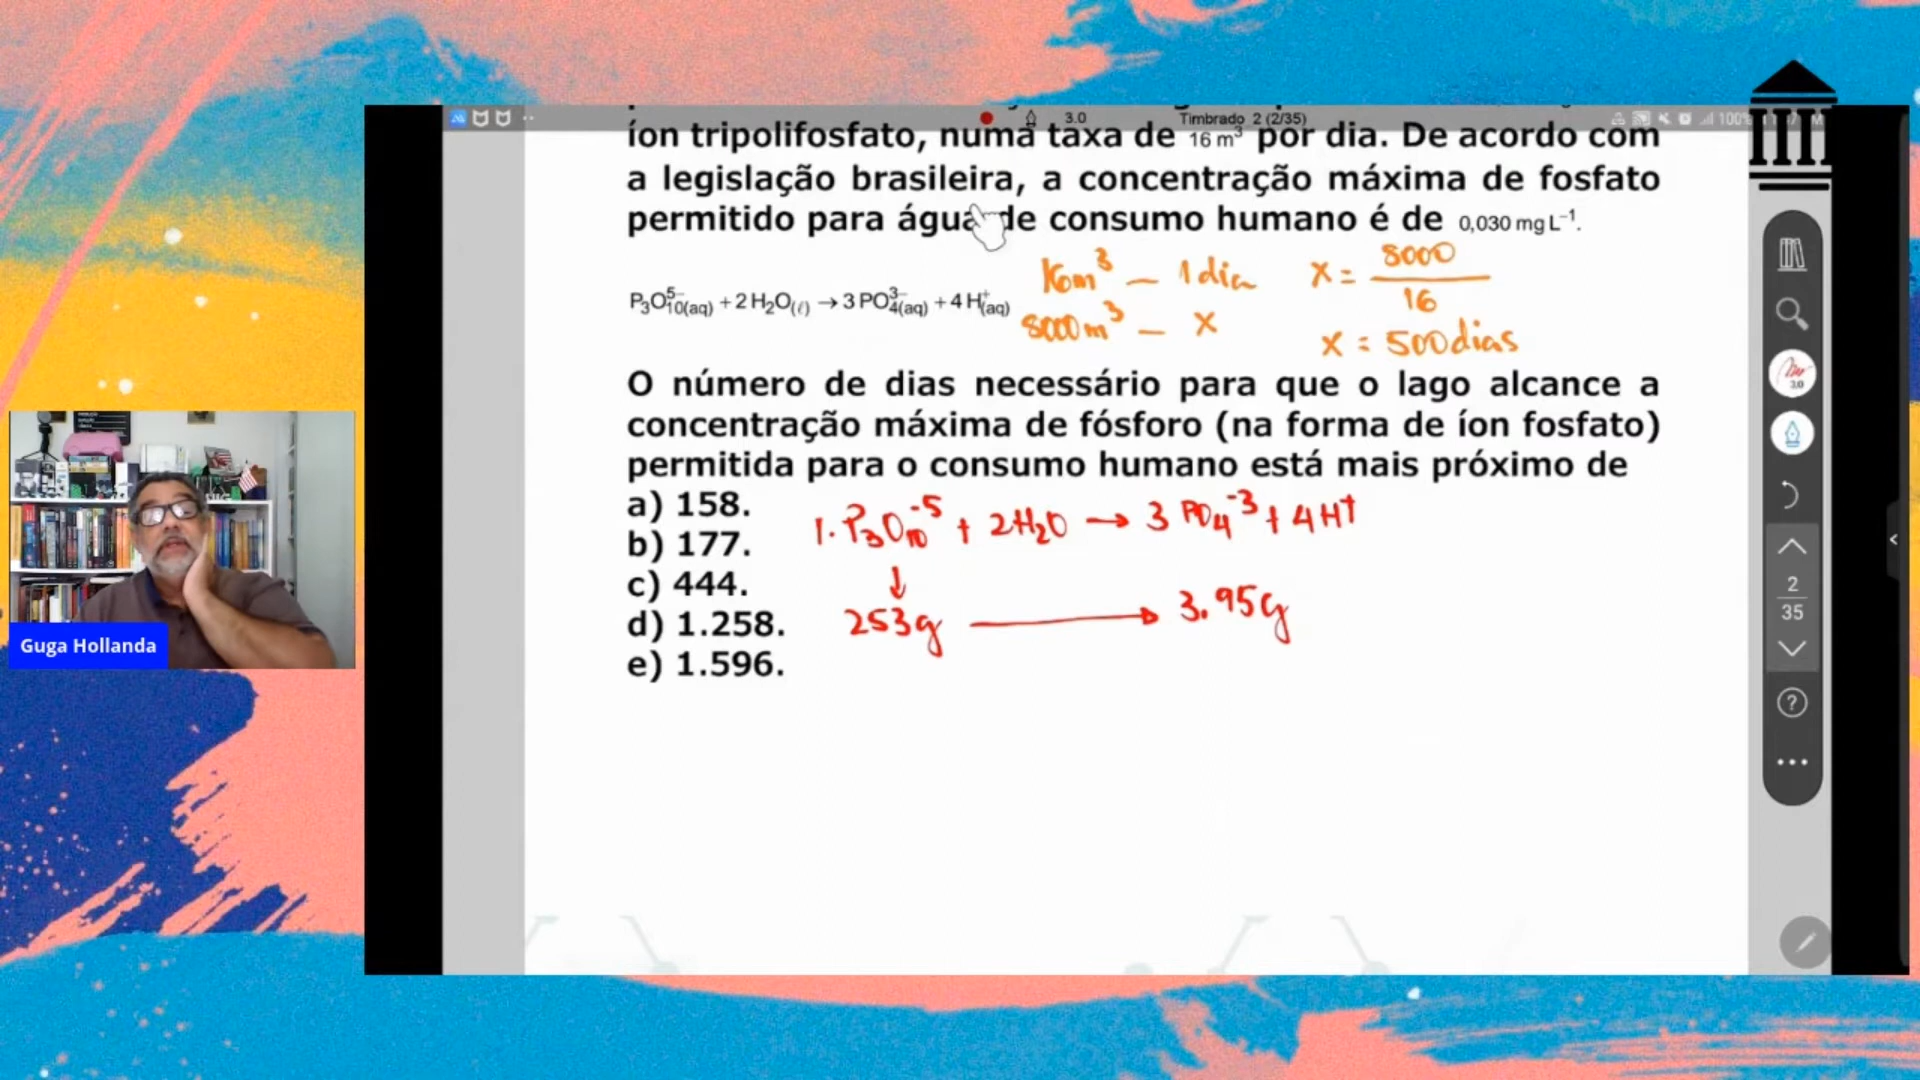 3.0 Timbrado 2 (2/35) 100%
íon tripolifosfato, numa taxa de 16 m³ por dia. De acordo com
a legislação brasileira, a concentração máxima de fosfato
permitido para água de consumo humano é de 0,030 mg L⁻¹.
16m³ — 1 dia x = 8000/16
P₃O₁₀⁵⁻(aq) + 2 H₂O(ℓ) → 3 PO₄³⁻(aq) + 4 H⁺(aq)
8000m³ — x
x = 500 dias
O número de dias necessário para que o lago alcance a
concentração máxima de fósforo (na forma de íon fosfato)
permitida para o consumo humano está mais próximo de
a) 158.
1. P₃O₁₀⁻⁵ + 2H₂O → 3 PO₄⁻³ + 4H⁺
b) 177.
c) 444.
d) 1.258.
253g → 3.95g
e) 1.596.
Guga Hollanda
3.0
2
35